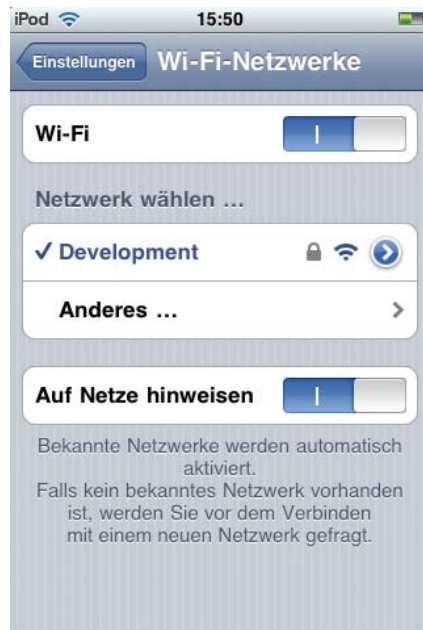 iPod 15:50
Einstellungen Wi-Fi-Netzwerke
Wi-Fi
Netzwerk wählen ...
Development
Anderes ...
Auf Netze hinweisen
Bekannte Netzwerke werden automatisch
aktiviert.
Falls kein bekanntes Netzwerk vorhanden
ist, werden Sie vor dem Verbinden
mit einem neuen Netzwerk gefragt.